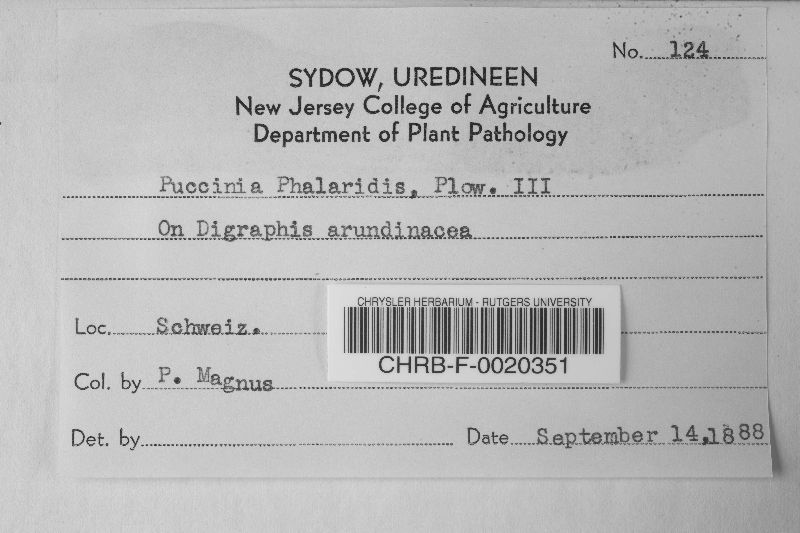 No. 124
SYDOW, UREDINEEN
New Jersey College of Agriculture
Department of Plant Pathology
Puccinia Phalaridis, Plow. III
On Digraphis arundinacea
CHRYSLER HERBARIUM - RUTGERS UNIVERSITY
CHRB-F-0020351
Loc. Schweiz.
Col. by P. Magnus
Det. by
Date September 14, 1888